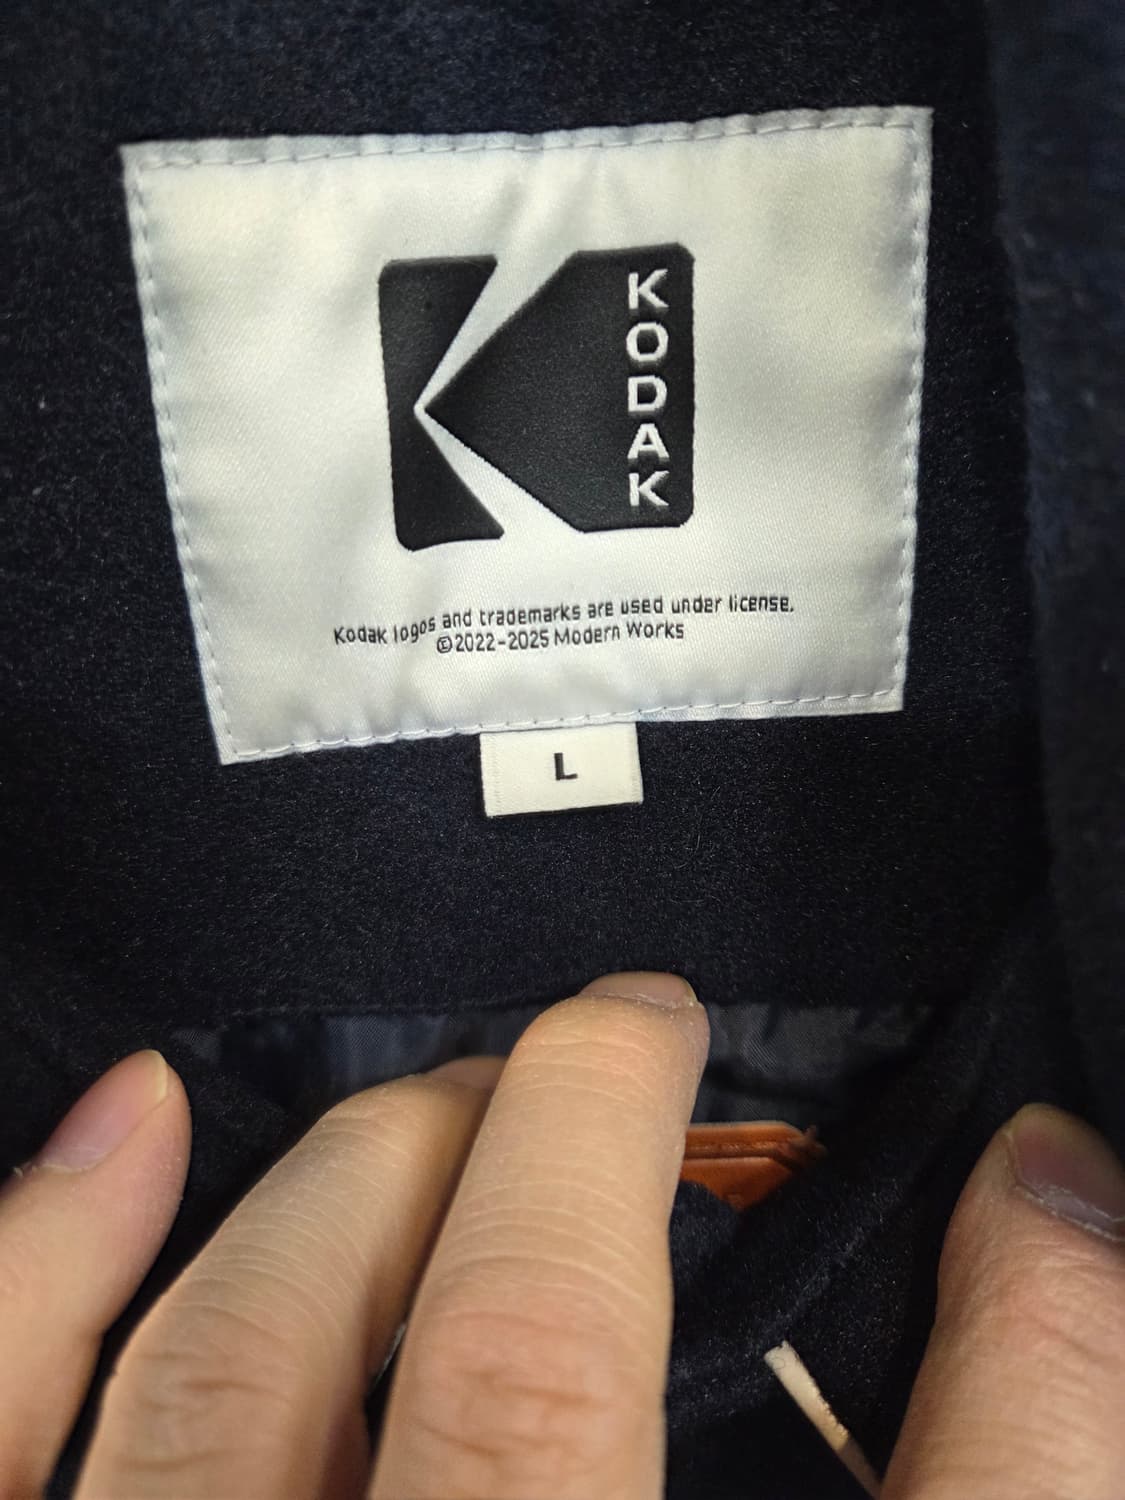 KODAK
Kodak logos and trademarks are used under license.
©2022-2025 Modern Works
L